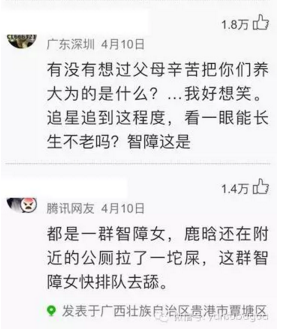 1.8万
广东深圳 4月10日
有没有想过父母辛苦把你们养
大为的是什么？…我好想笑。
追星追到这程度，看一眼能长
生不老吗？智障这是
1.4万
腾讯网友 4月10日
都是一群智障女，鹿晗还在附
近的公厕拉了一坨屎，这群智
障女快排队去舔。
发表于广西壮族自治区贵港市覃塘区